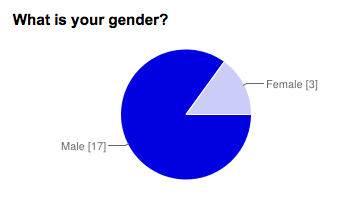 What is your gender?
Female [3]
Male [17]